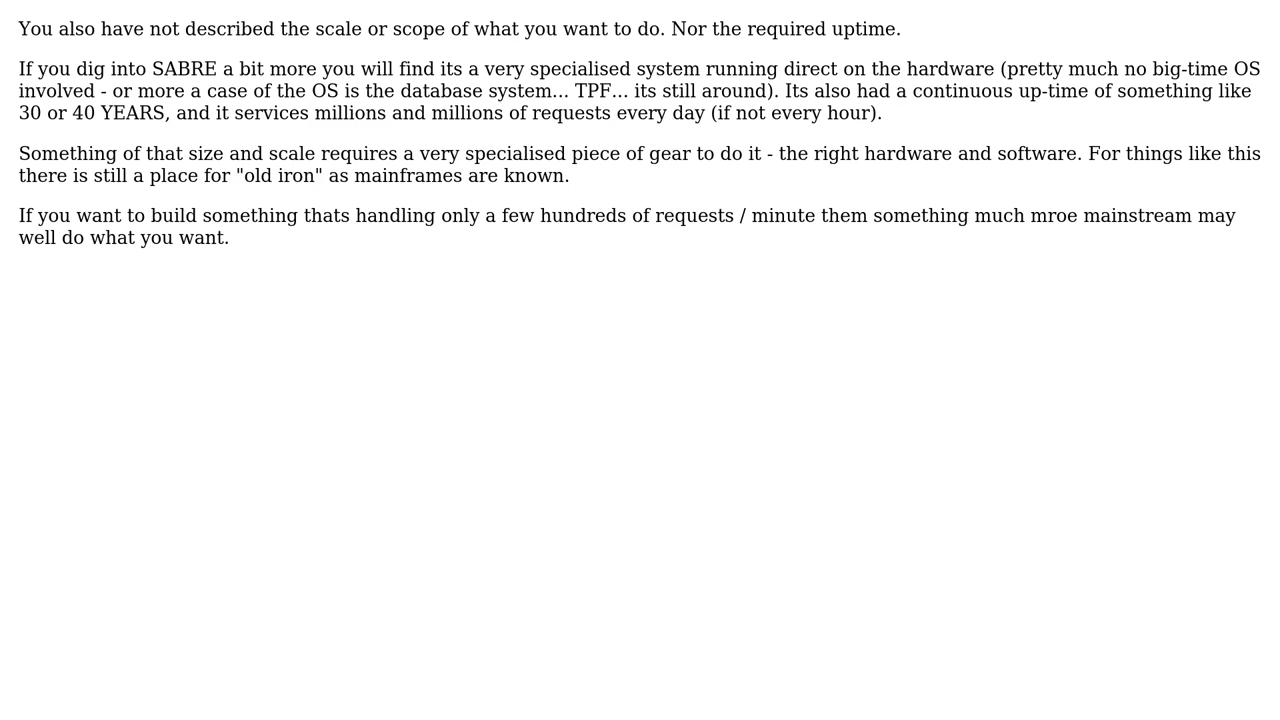 You also have not described the scale or scope of what you want to do. Nor the required uptime.
If you dig into SABRE a bit more you will find its a very specialised system running direct on the hardware (pretty much no big-time OS
involved - or more a case of the OS is the database system... TPF... its still around). Its also had a continuous up-time of something like
30 or 40 YEARS, and it services millions and millions of requests every day (if not every hour).
Something of that size and scale requires a very specialised piece of gear to do it - the right hardware and software. For things like this
there is still a place for "old iron" as mainframes are known.
If you want to build something thats handling only a few hundreds of requests / minute them something much mroe mainstream may
well do what you want.